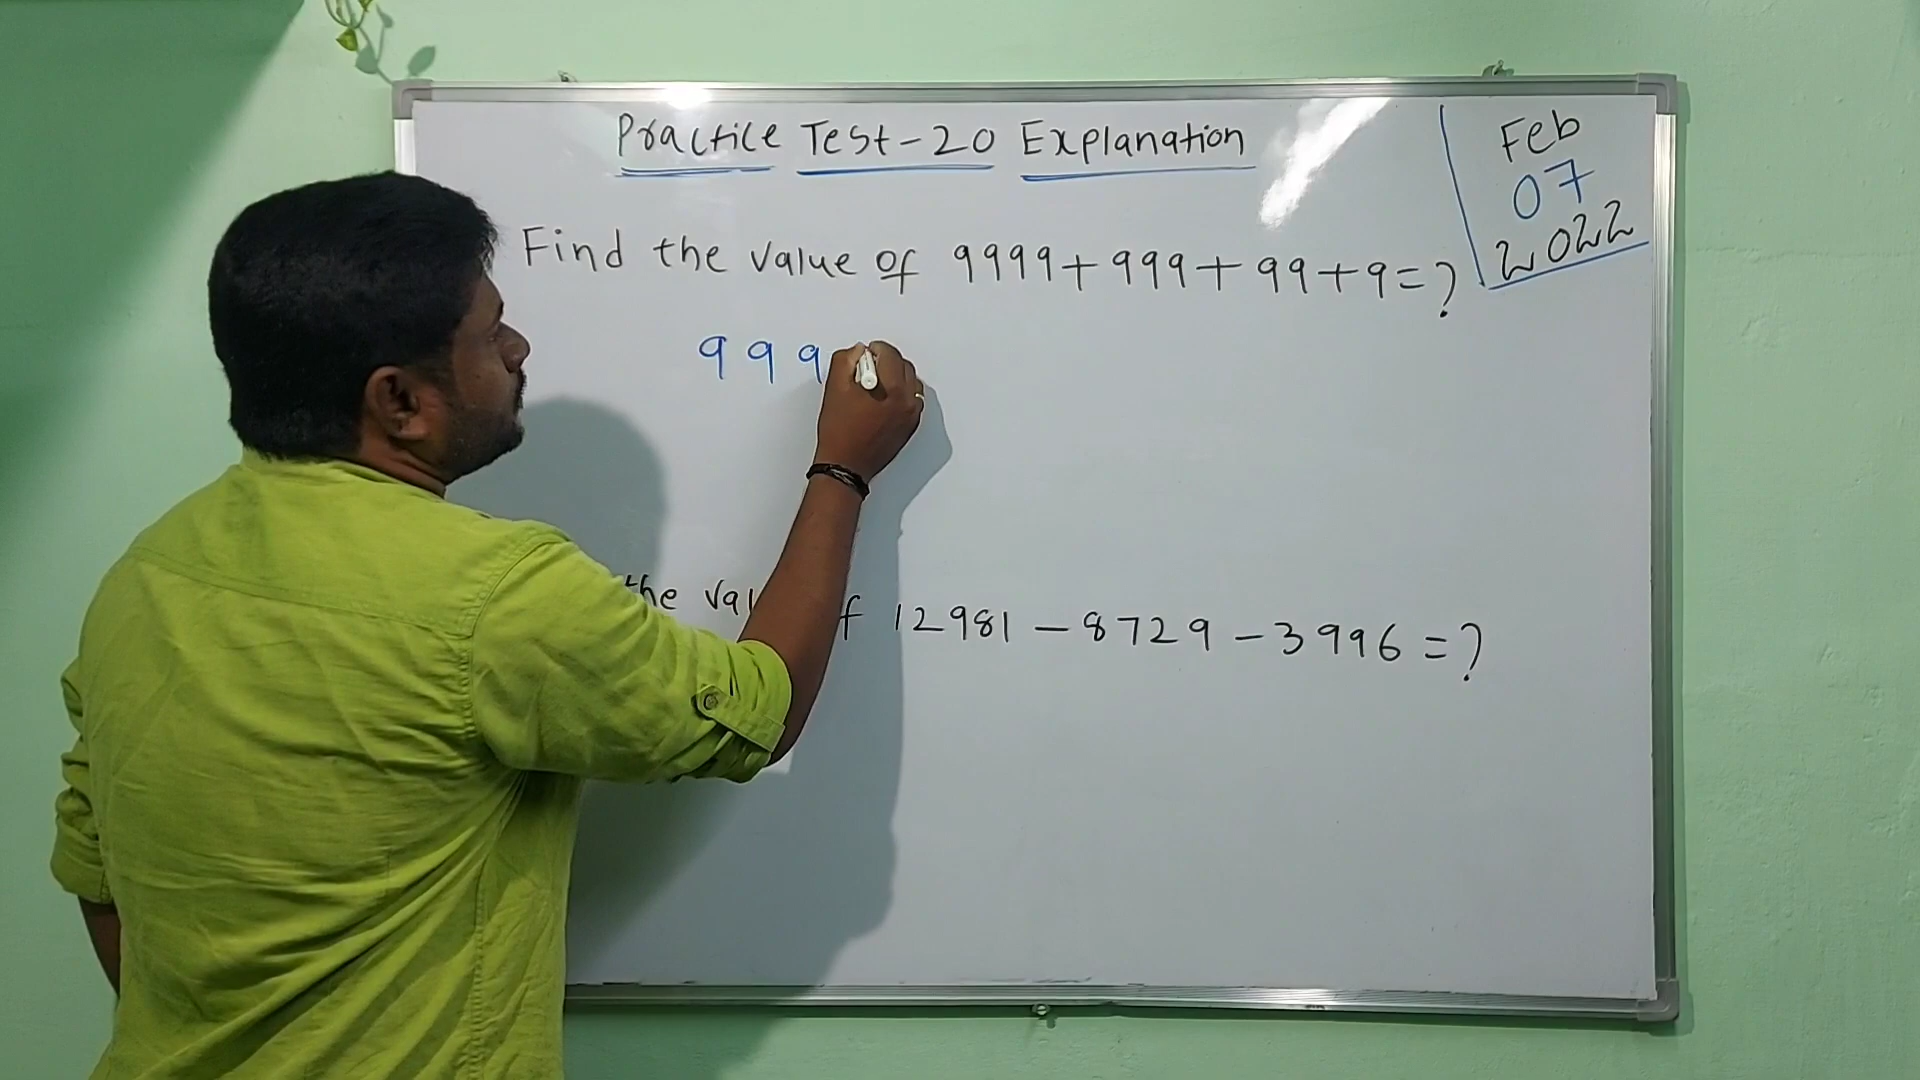 Practice Test-20 Explanation
Feb
07
2022
Find the value of 9999+999+99+9=?
999
the of 12981-8729-3996=?